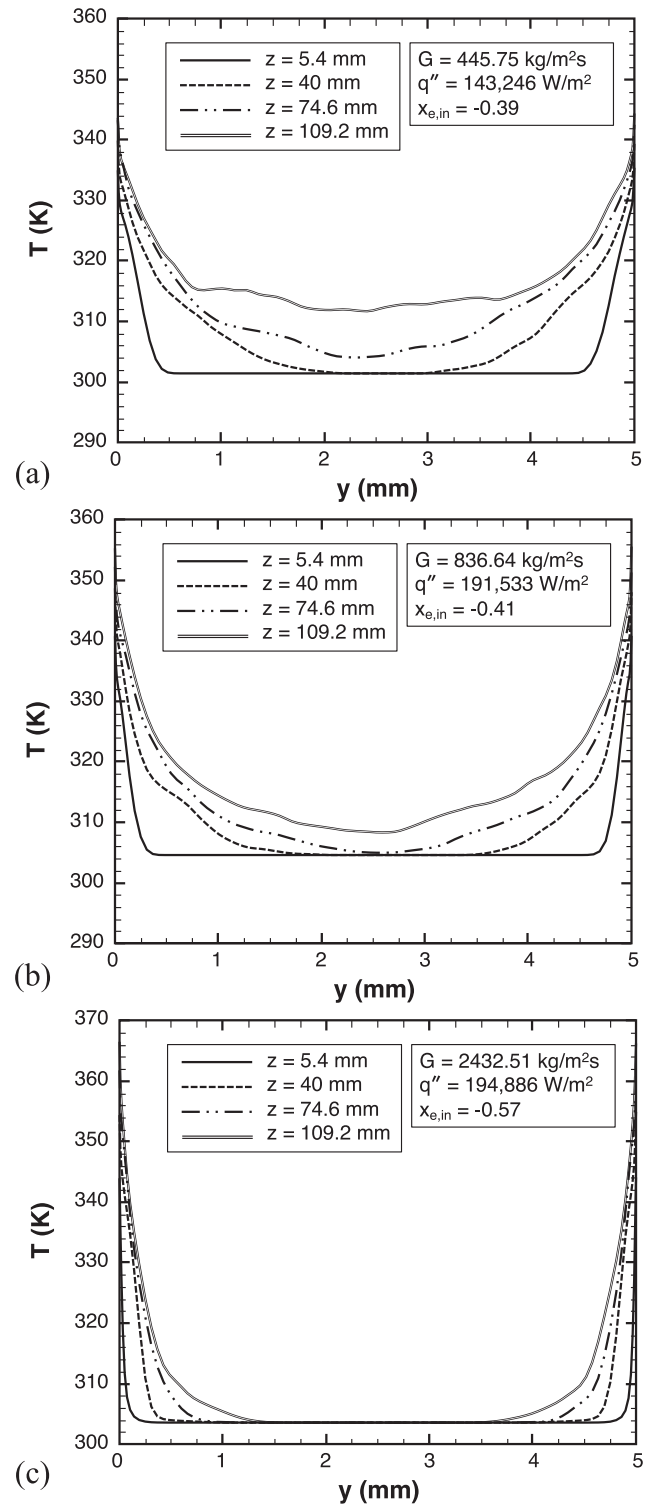 360
350
340
330
320
310
300
290
T (K)
z = 5.4 mm
z = 40 mm
z = 74.6 mm
z = 109.2 mm
G = 445.75 kg/m²s
q″ = 143,246 W/m²
xe,in = -0.39
0 1 2 3 4 5
y (mm)
(a)
360
350
340
330
320
310
300
290
T (K)
z = 5.4 mm
z = 40 mm
z = 74.6 mm
z = 109.2 mm
G = 836.64 kg/m²s
q″ = 191,533 W/m²
xe,in = -0.41
0 1 2 3 4 5
y (mm)
(b)
370
360
350
340
330
320
310
300
T (K)
z = 5.4 mm
z = 40 mm
z = 74.6 mm
z = 109.2 mm
G = 2432.51 kg/m²s
q″ = 194,886 W/m²
xe,in = -0.57
0 1 2 3 4 5
y (mm)
(c)